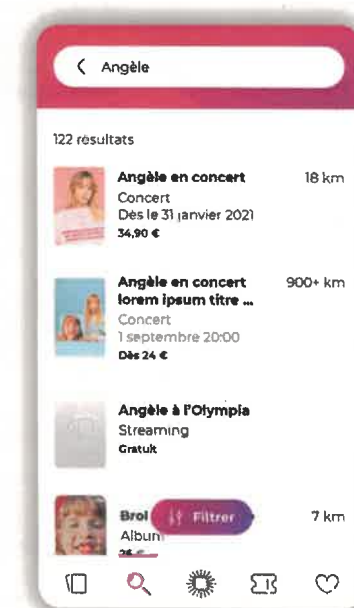 Angèle
122 résultats
Angèle en concert 18 km
Concert
Dès le 31 janvier 2021
34,90 €
Angèle en concert 900+ km
lorem ipsum titre ...
Concert
1 septembre 20:00
Dès 24 €
Angèle à l'Olympia
Streaming
Gratuit
Brol Filtrer 7 km
Album